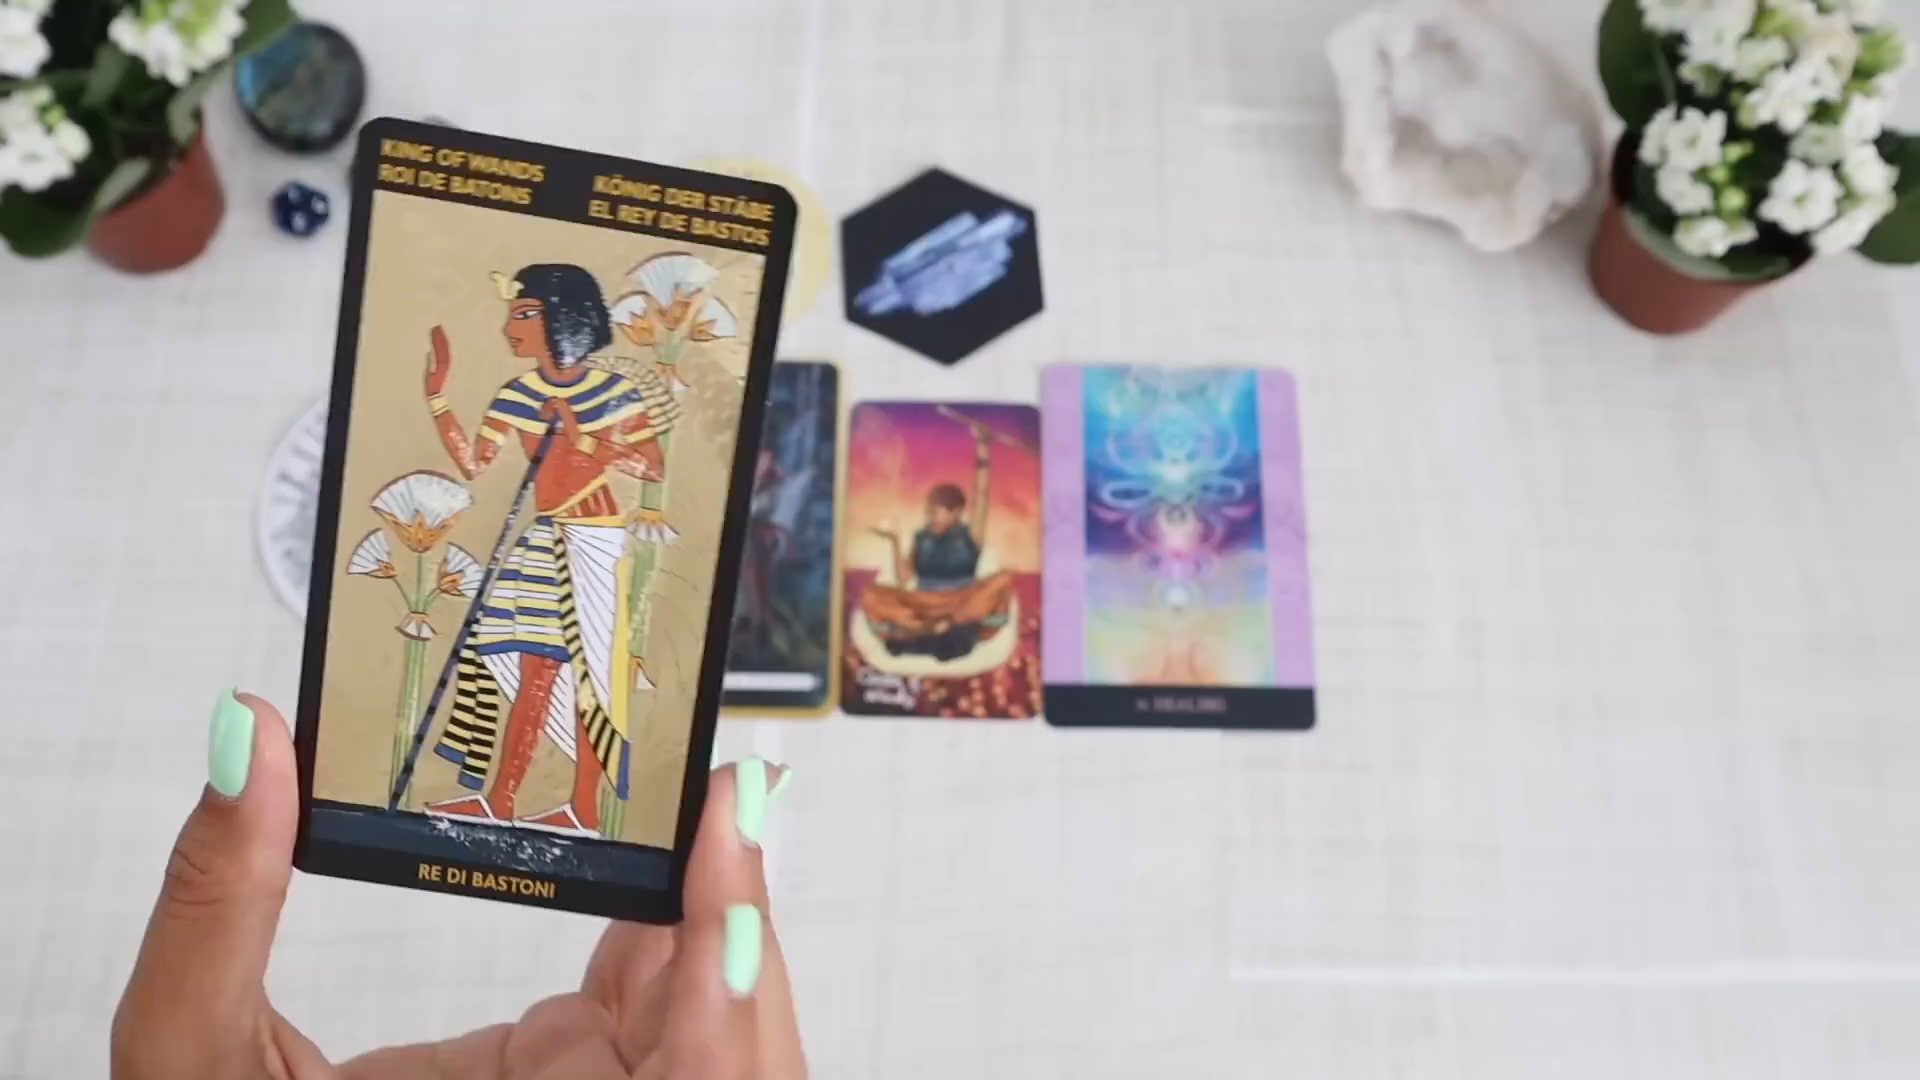 KING OF WANDS
ROI DE BATONS
KÖNIG DER STÄBE
EL REY DE BASTOS
RE DI BASTONI
HEALING